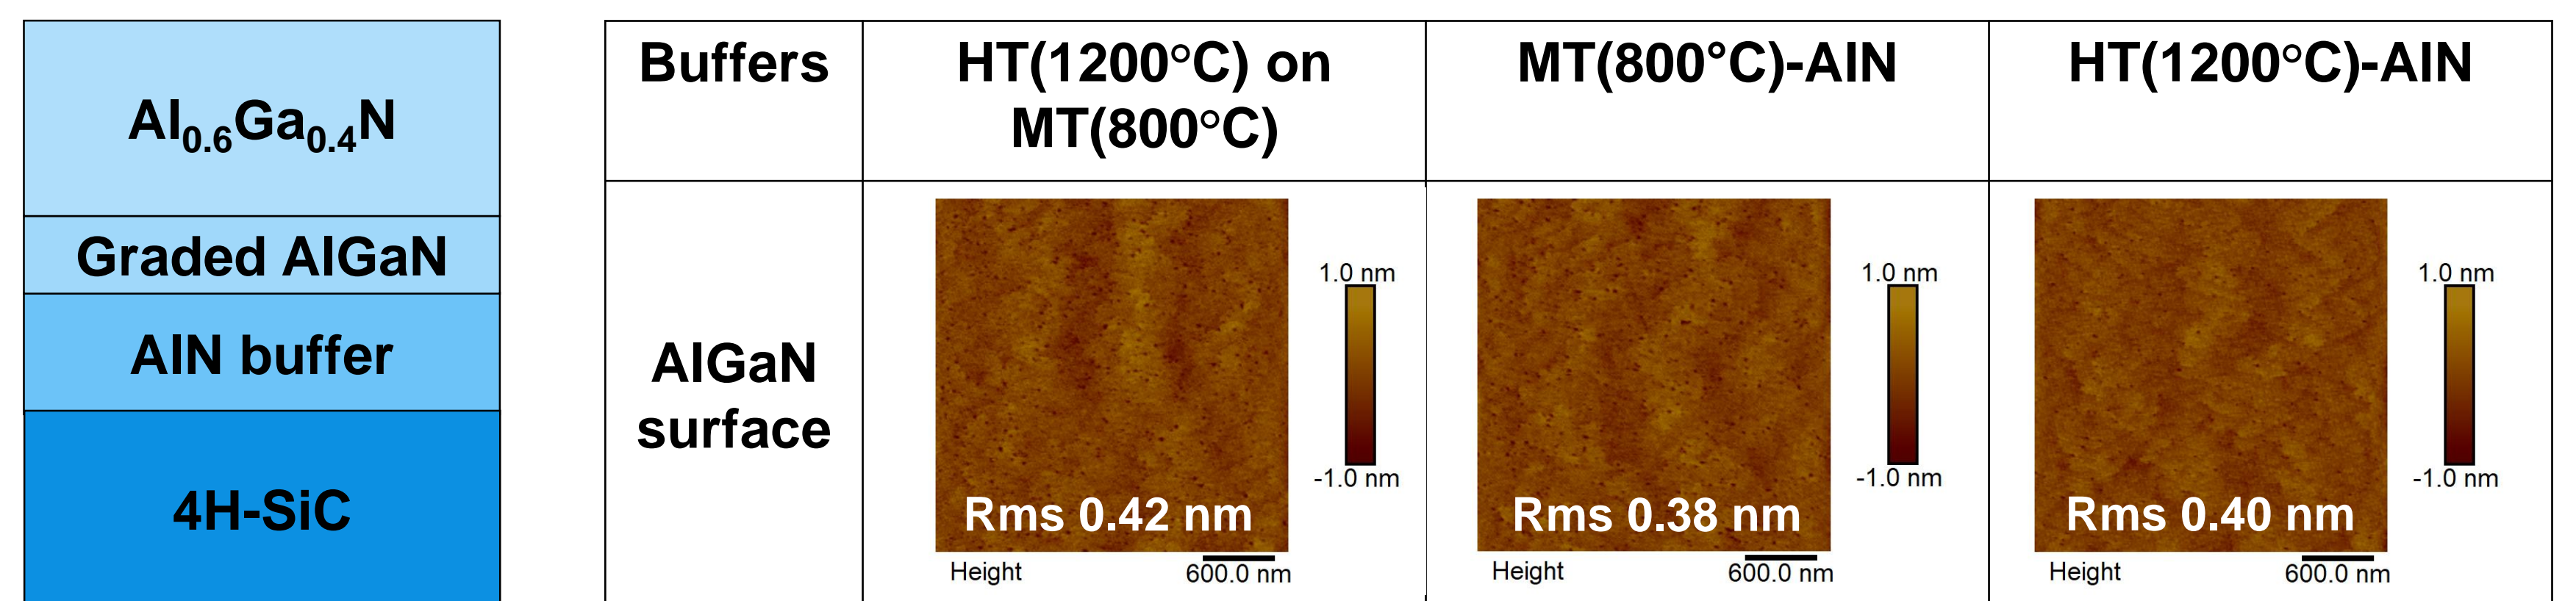 Al0.6Ga0.4N
Graded AlGaN
AlN buffer
4H-SiC
Buffers
HT(1200°C) on
MT(800°C)
MT(800°C)-AlN
HT(1200°C)-AlN
AlGaN
surface
1.0 nm
-1.0 nm
Rms 0.42 nm
Height
600.0 nm
1.0 nm
-1.0 nm
Rms 0.38 nm
Height
600.0 nm
1.0 nm
-1.0 nm
Rms 0.40 nm
Height
600.0 nm